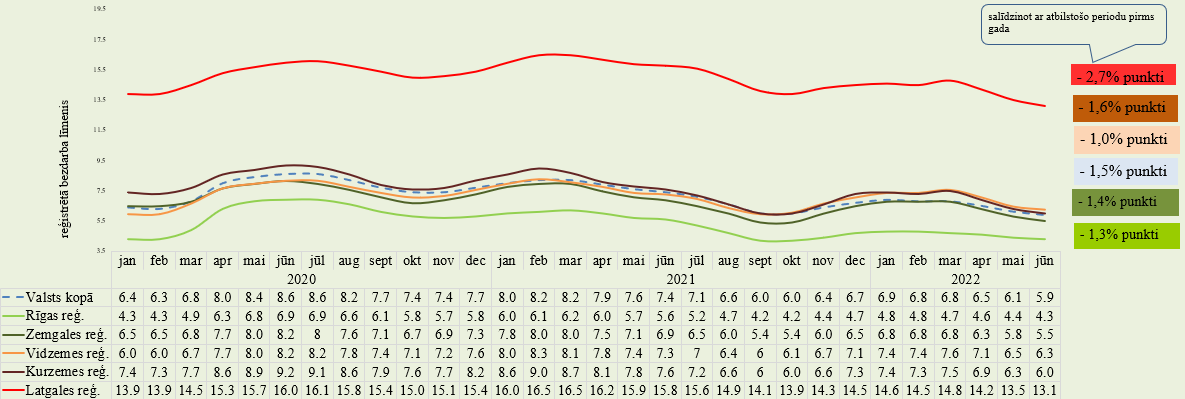 salīdzinot ar atbilstošo periodu pirms
gada
19.5
17.5
15.5
13.5
11.5
9.5
7.5
5.5
3.5
reģistrētā bezdarba līmenis
- 2,7% punkti
- 1,6% punkti
- 1,0% punkti
- 1,5% punkti
- 1,4% punkti
- 1,3% punkti
jan feb mar apr mai jūn jūl aug sept okt nov dec jan feb mar apr mai jūn jūl aug sept okt nov dec jan feb mar apr mai jūn
2020 2021 2022
Valsts kopā 6.4 6.3 6.8 8.0 8.4 8.6 8.6 8.2 7.7 7.4 7.4 7.7 8.0 8.2 8.2 7.9 7.6 7.4 7.1 6.6 6.0 6.0 6.4 6.7 6.9 6.8 6.8 6.5 6.1 5.9
Rīgas reģ. 4.3 4.3 4.9 6.3 6.8 6.9 6.9 6.6 6.1 5.8 5.7 5.8 6.0 6.1 6.2 6.0 5.7 5.6 5.2 4.7 4.2 4.2 4.4 4.7 4.8 4.8 4.7 4.6 4.4 4.3
Zemgales reģ. 6.5 6.5 6.8 7.7 8.0 8.2 8 7.6 7.1 6.7 6.9 7.3 7.8 8.0 8.0 7.5 7.1 6.9 6.5 6.0 5.4 5.4 6.0 6.5 6.8 6.8 6.8 6.3 5.8 5.5
Vidzemes reģ. 6.0 6.0 6.7 7.7 8.0 8.2 8.2 7.8 7.4 7.1 7.2 7.6 8.0 8.3 8.1 7.8 7.4 7.3 7 6.4 6 6.1 6.7 7.1 7.4 7.4 7.6 7.1 6.5 6.3
Kurzemes reģ. 7.4 7.3 7.7 8.6 8.9 9.2 9.1 8.6 7.9 7.6 7.7 8.2 8.6 9.0 8.7 8.1 7.8 7.6 7.2 6.6 6 6.0 6.6 7.3 7.4 7.3 7.5 6.9 6.3 6.0
Latgales reģ. 13.9 13.9 14.5 15.3 15.7 16.0 16.1 15.8 15.4 15.0 15.1 15.4 16.0 16.5 16.5 16.2 15.9 15.8 15.6 14.9 14.1 13.9 14.3 14.5 14.6 14.5 14.8 14.2 13.5 13.1